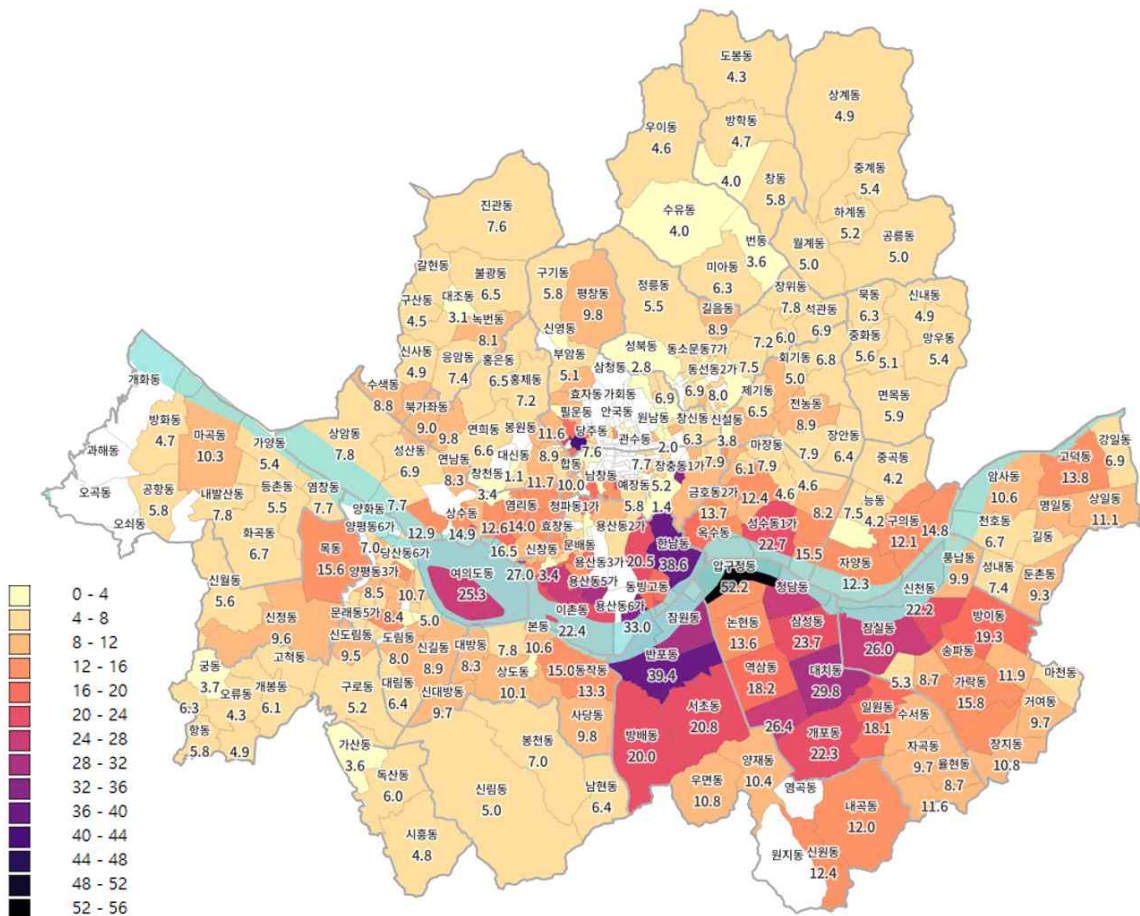 도봉동
4.3
상계동
4.9
방학동
4.7
우이동
4.6
4.0
창동
5.8
중계동
5.4
하계동
5.2
공릉동
5.0
월계동
5.0
수유동
4.0
번동
3.6
미아동
6.3
진관동
7.6
갈현동
불광동
6.5
대조동
3.1
구산동
4.5
녹번동
8.1
구기동
5.8
평창동
9.8
정릉동
5.5
길음동
8.9
장위동
7.8
석관동
6.9
묵동
6.3
신내동
4.9
중화동
5.6
망우동
5.4
5.1
신영동
부암동
5.1
신사동
4.9
응암동
7.4
홍은동
6.5
홍제동
7.2
수색동
8.8
북가좌동
9.0
9.8
삼청동
성북동
2.8
동소문동7가
7.2
6.0
동선동2가
7.5
6.9
8.0
회기동
5.0
6.8
제기동
6.5
전농동
8.9
면목동
5.9
효자동
가회동
필운동
안국동
원남동
6.9
창신동
6.3
신설동
3.8
당주동
7.6
관수동
2.0
11.6
8.9
봉원동
연희동
6.6
대신동
1.1
창천동
3.4
11.7
합동
10.0
남창동
7.7
장충동1가
7.9
예장동
5.2
5.8
1.4
마장동
7.9
6.1
장안동
6.4
7.9
중곡동
4.2
개화동
방화동
4.7
과해동
오곡동
오쇠동
마곡동
10.3
가양동
5.4
공항동
5.8
내발산동
7.8
등촌동
5.5
염창동
7.7
화곡동
6.7
상암동
7.8
성산동
6.9
연남동
8.3
상수동
14.9
7.7
12.9
양화동
양평동6가
7.0
당산동6가
양평동3가
8.5
10.7
염리동
12.6
14.0
청파동1가
효창동
16.5
신창동
3.4
문배동
용산동2가
용산동3가
용산동5가
용산동6가
27.0
이촌동
22.4
20.5
동빙고동
한남동
38.6
33.0
금호동2가
13.7
12.4
4.6
4.6
옥수동
성수동1가
22.7
15.5
8.2
능동
7.5
4.2
구의동
12.1
14.8
자양동
12.3
암사동
10.6
고덕동
13.8
강일동
6.9
상일동
11.1
명일동
천호동
6.7
길동
둔촌동
9.3
성내동
7.4
풍납동
9.9
신천동
22.2
잠실동
26.0
방이동
19.3
송파동
8.7
5.3
가락동
15.8
11.9
마천동
거여동
9.7
장지동
10.8
목동
15.6
신월동
5.6
신정동
9.6
문래동5가
8.4
5.0
여의도동
25.3
신도림동
9.5
도림동
8.0
신길동
8.9
대방동
8.3
본동
10.6
7.8
상도동
10.1
15.0
동작동
13.3
사당동
9.8
신대방동
9.7
대림동
6.4
구로동
5.2
고척동
개봉동
6.1
궁동
3.7
6.3
오류동
4.3
항동
5.8
4.9
가산동
3.6
독산동
6.0
시흥동
4.8
신림동
5.0
봉천동
7.0
남현동
6.4
압구정동
52.2
청담동
잠원동
반포동
39.4
논현동
13.6
삼성동
23.7
역삼동
18.2
대치동
29.8
26.4
개포동
22.3
일원동
18.1
수서동
자곡동
9.7
율현동
8.7
11.6
서초동
20.8
방배동
20.0
우면동
10.8
양재동
10.4
염곡동
내곡동
12.0
원지동
신원동
12.4
0 - 4
4 - 8
8 - 12
12 - 16
16 - 20
20 - 24
24 - 28
28 - 32
32 - 36
36 - 40
40 - 44
44 - 48
48 - 52
52 - 56